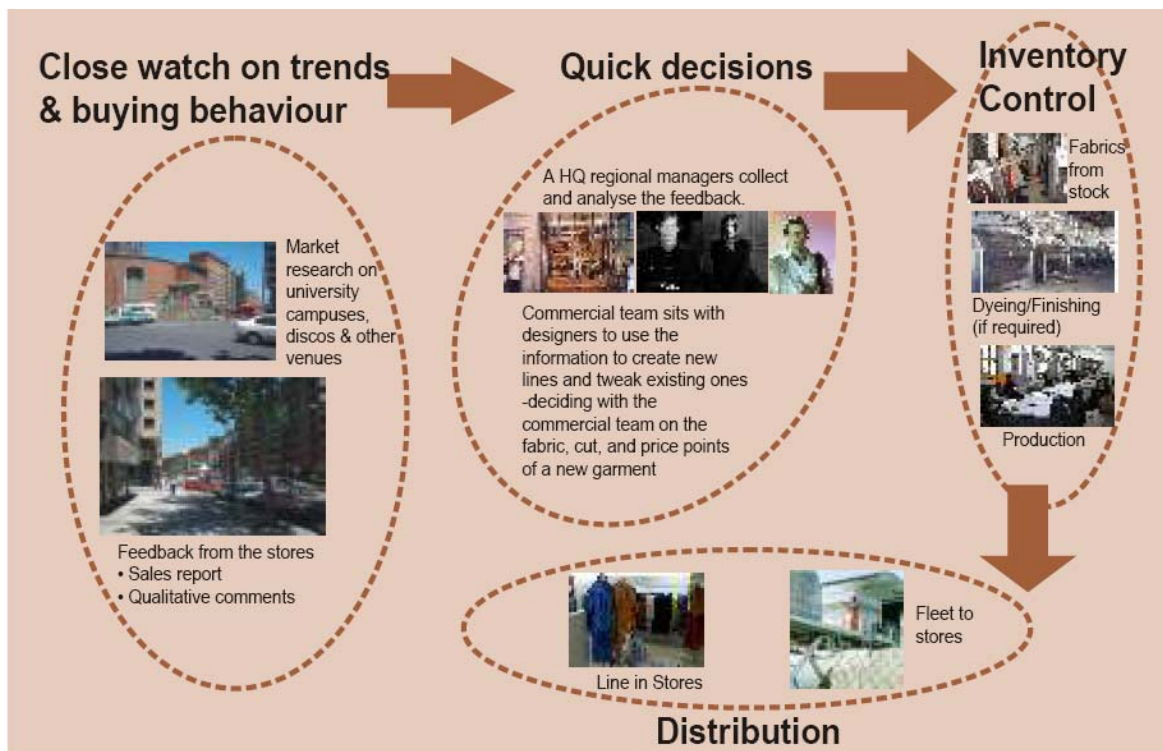 Close watch on trends
& buying behaviour
Market
research on
university
campuses,
discos & other
venues
Feedback from the stores
• Sales report
• Qualitative comments
Quick decisions
A HQ regional managers collect
and analyse the feedback.
Commercial team sits with
designers to use the
information to create new
lines and tweak existing ones
-deciding with the
commercial team on the
fabric, cut, and price points
of a new garment
Inventory
Control
Fabrics
from
stock
Dyeing/Finishing
(if required)
Production
Fleet to
stores
Line in Stores
Distribution